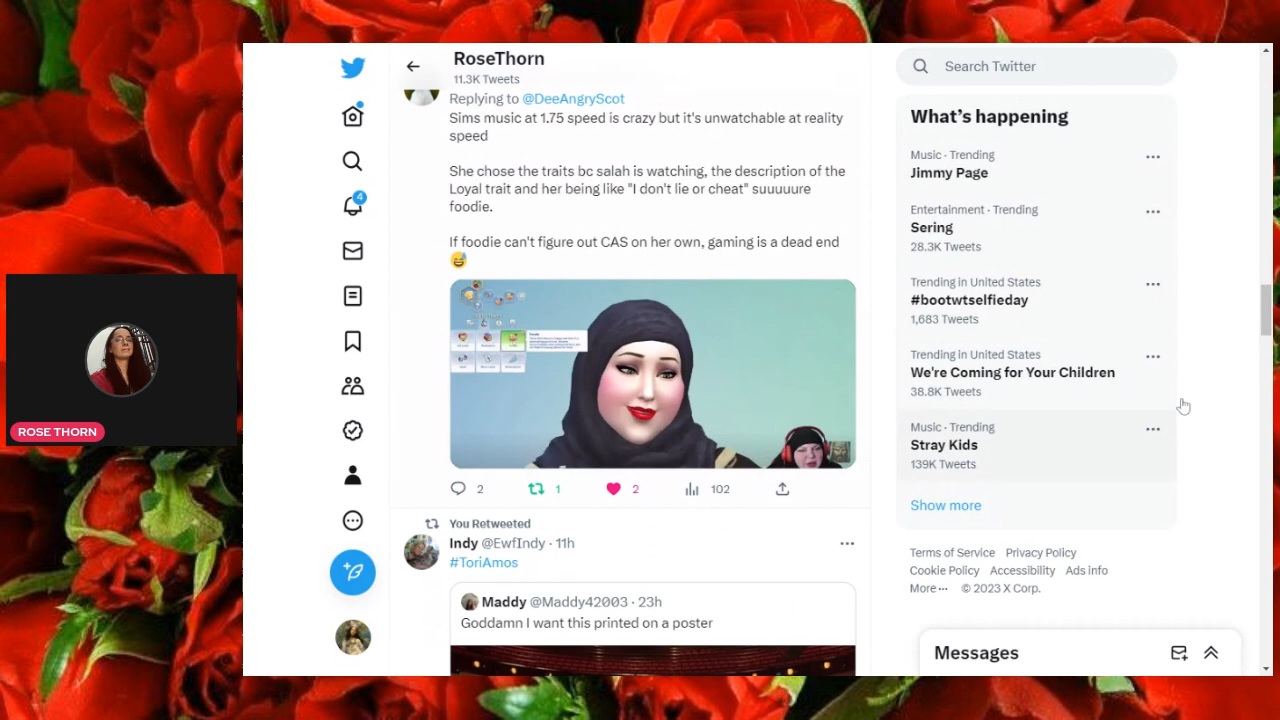 RoseThorn
11.3K Tweets
Replying to @DeeAngryScot
Sims music at 1.75 speed is crazy but it's unwatchable at reality
speed
She chose the traits bc salah is watching, the description of the
Loyal trait and her being like "I don't lie or cheat" suuuuure
foodie.
If foodie can't figure out CAS on her own, gaming is a dead end
😅
2
1
2
102
You Retweeted
Indy @EwfIndy · 11h
#ToriAmos
Maddy @Maddy42003 · 23h
Goddamn I want this printed on a poster
4
ROSE THORN
Search Twitter
What's happening
Music · Trending
Jimmy Page
Entertainment · Trending
Sering
28.3K Tweets
Trending in United States
#bootwtselfieday
1,683 Tweets
Trending in United States
We're Coming for Your Children
38.8K Tweets
Music · Trending
Stray Kids
139K Tweets
Show more
Terms of Service Privacy Policy
Cookie Policy Accessibility Ads info
More ··· © 2023 X Corp.
Messages